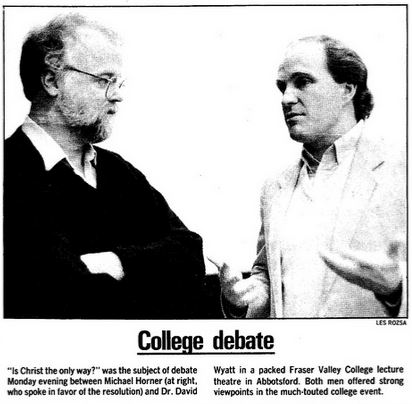 LES ROZSA
College debate
"Is Christ the only way?" was the subject of debate
Monday evening between Michael Horner (at right,
who spoke in favor of the resolution) and Dr. David
Wyatt in a packed Fraser Valley College lecture
theatre in Abbotsford. Both men offered strong
viewpoints in the much-touted college event.